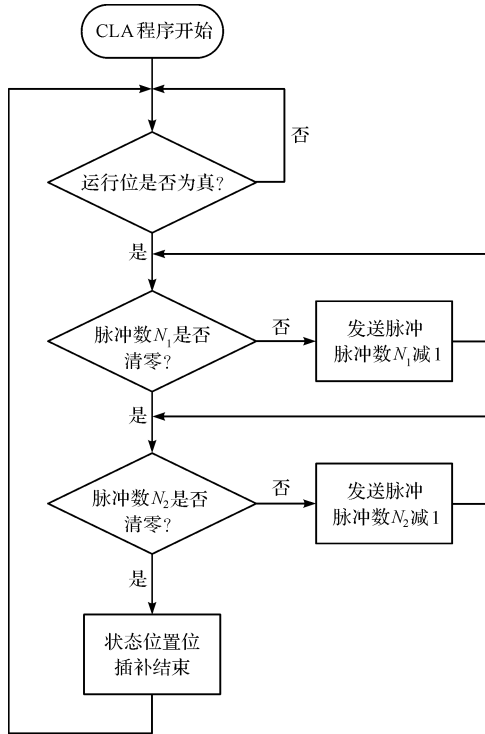 CLA程序开始
否
运行位是否为真?
是
脉冲数N₁是否
清零?
否
发送脉冲
脉冲数N₁减1
是
脉冲数N₂是否
清零?
否
发送脉冲
脉冲数N₂减1
是
状态位置位
插补结束